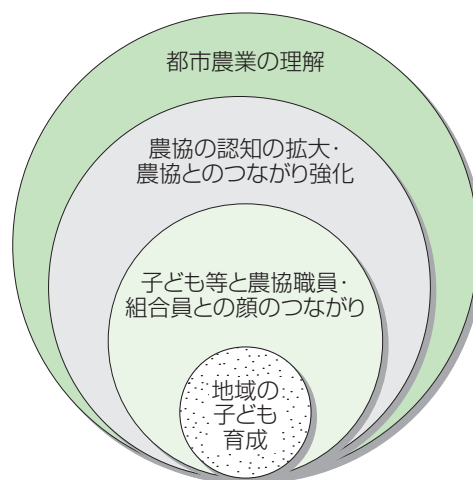 都市農業の理解
農協の認知の拡大・
農協とのつながり強化
子ども等と農協職員・
組合員との顔のつながり
地域の
子ども
育成